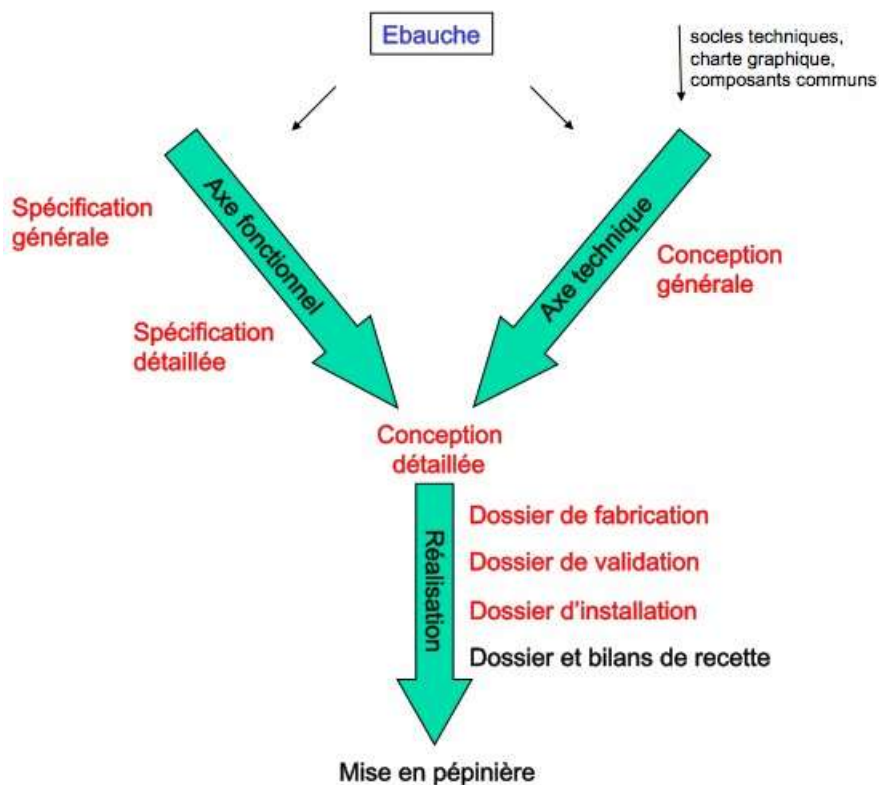 Ebauche
socles techniques,
charte graphique,
composants communs
Axe fonctionnel
Axe technique
Spécification
générale
Conception
générale
Spécification
détaillée
Conception
détaillée
Réalisation
Dossier de fabrication
Dossier de validation
Dossier d'installation
Dossier et bilans de recette
Mise en pépinière